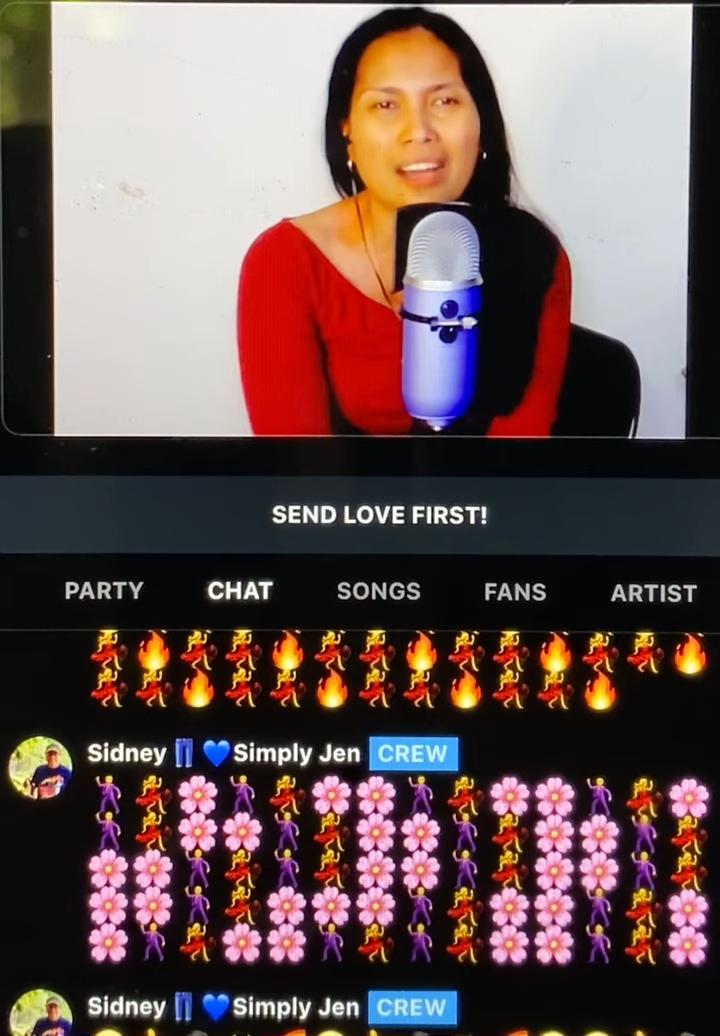 SEND LOVE FIRST!
PARTY CHAT SONGS FANS ARTIST
Sidney 👖 💙Simply Jen CREW
Sidney 👖 💙Simply Jen CREW